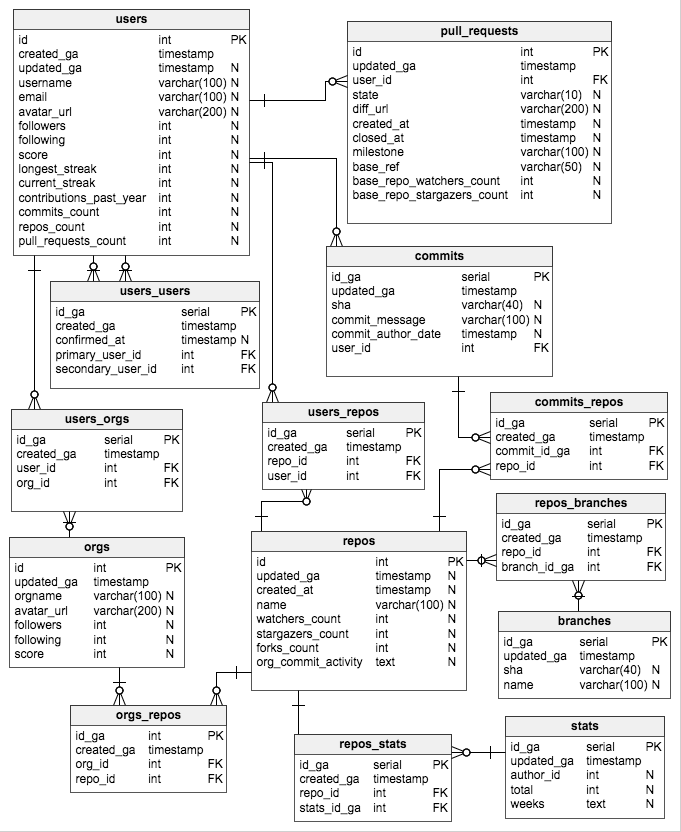 users
id int PK
created_ga timestamp
updated_ga timestamp N
username varchar(100) N
email varchar(100) N
avatar_url varchar(200) N
followers int N
following int N
score int N
longest_streak int N
current_streak int N
contributions_past_year int N
commits_count int N
repos_count int N
pull_requests_count int N
pull_requests
id int PK
updated_ga timestamp
user_id int FK
state varchar(10) N
diff_url varchar(200) N
created_at timestamp N
closed_at timestamp N
milestone varchar(100) N
base_ref varchar(50) N
base_repo_watchers_count int N
base_repo_stargazers_count int N
commits
id_ga serial PK
updated_ga timestamp
sha varchar(40) N
commit_message varchar(100) N
commit_author_date timestamp N
user_id int FK
users_users
id_ga serial PK
created_ga timestamp
confirmed_at timestamp N
primary_user_id int FK
secondary_user_id int FK
commits_repos
id_ga serial PK
created_ga timestamp
commit_id_ga int FK
repo_id int FK
users_orgs
id_ga serial PK
created_ga timestamp
user_id int FK
org_id int FK
users_repos
id_ga serial PK
created_ga timestamp
repo_id int FK
user_id int FK
repos_branches
id_ga serial PK
created_ga timestamp
repo_id int FK
branch_id_ga int FK
orgs
id int PK
updated_ga timestamp
orgname varchar(100) N
avatar_url varchar(200) N
followers int N
following int N
score int N
repos
id int PK
updated_ga timestamp N
created_at timestamp N
name varchar(100) N
watchers_count int N
stargazers_count int N
forks_count int N
org_commit_activity text N
branches
id_ga serial PK
updated_ga timestamp
sha varchar(40) N
name varchar(100) N
orgs_repos
id_ga int PK
created_ga timestamp
org_id int FK
repo_id int FK
repos_stats
id_ga serial PK
created_ga timestamp
repo_id int FK
stats_id_ga int FK
stats
id_ga serial PK
updated_ga timestamp
author_id int N
total int N
weeks text N